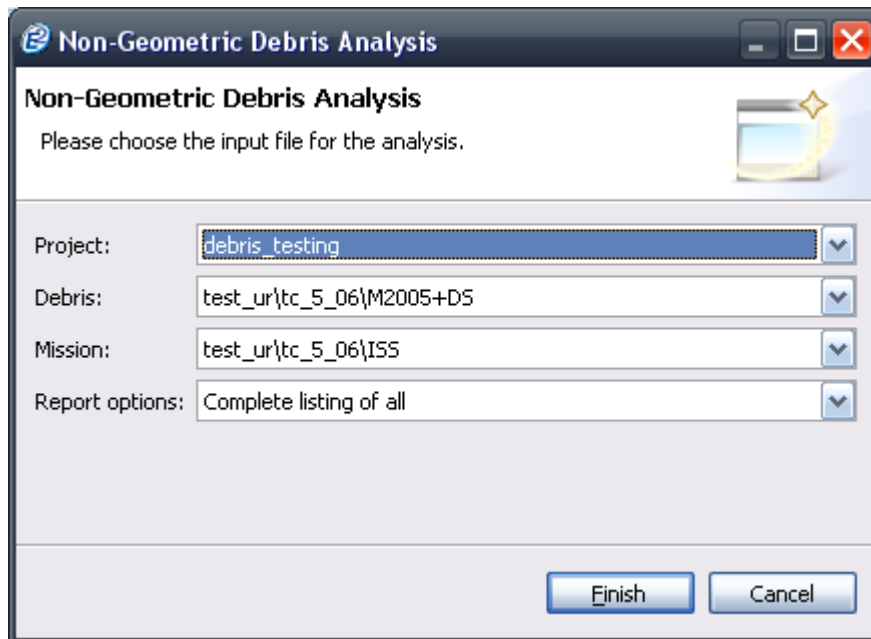 Non-Geometric Debris Analysis
Non-Geometric Debris Analysis
Please choose the input file for the analysis.
Project: debris_testing
Debris: test_ur\tc_5_06\M2005+DS
Mission: test_ur\tc_5_06\ISS
Report options: Complete listing of all
Finish Cancel